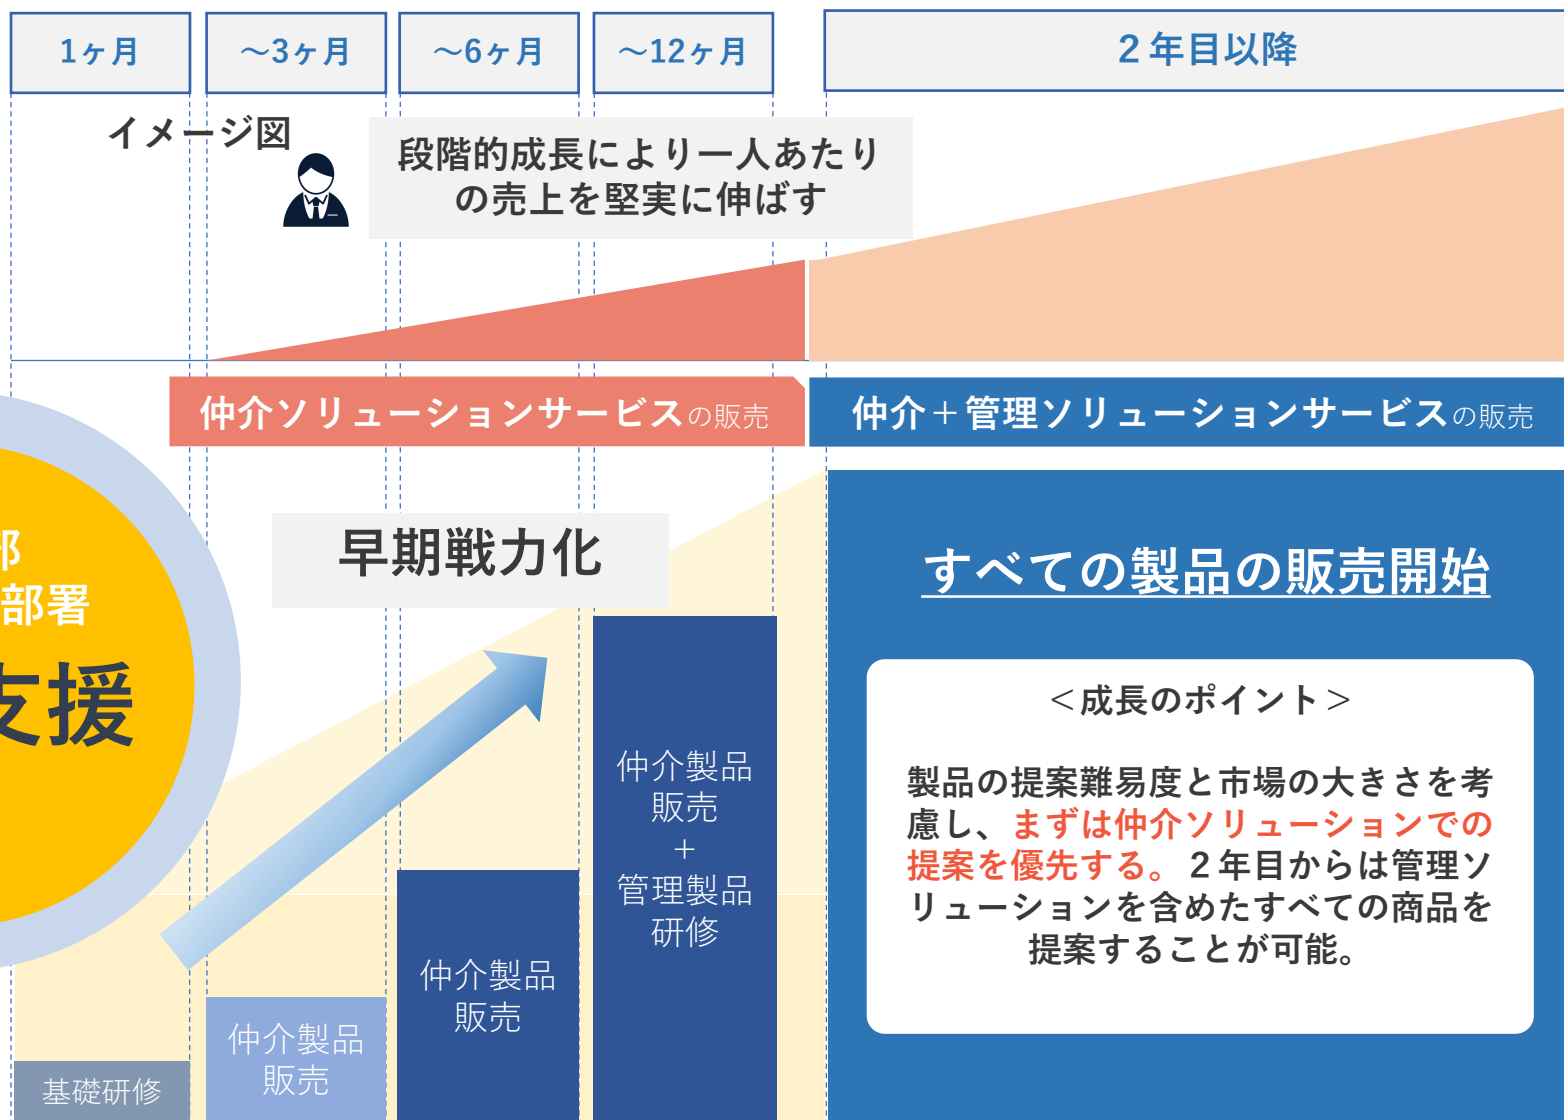 1ヶ月
～3ヶ月
～6ヶ月
～12ヶ月
２年目以降
イメージ図
段階的成長により一人あたり
の売上を堅実に伸ばす
仲介ソリューションサービスの販売
仲介＋管理ソリューションサービスの販売
部署
支援
早期戦力化
基礎研修
仲介製品
販売
仲介製品
販売
仲介製品
販売
＋
管理製品
研修
すべての製品の販売開始
＜成長のポイント＞
製品の提案難易度と市場の大きさを考
慮し、まずは仲介ソリューションでの
提案を優先する。２年目からは管理ソ
リューションを含めたすべての商品を
提案することが可能。